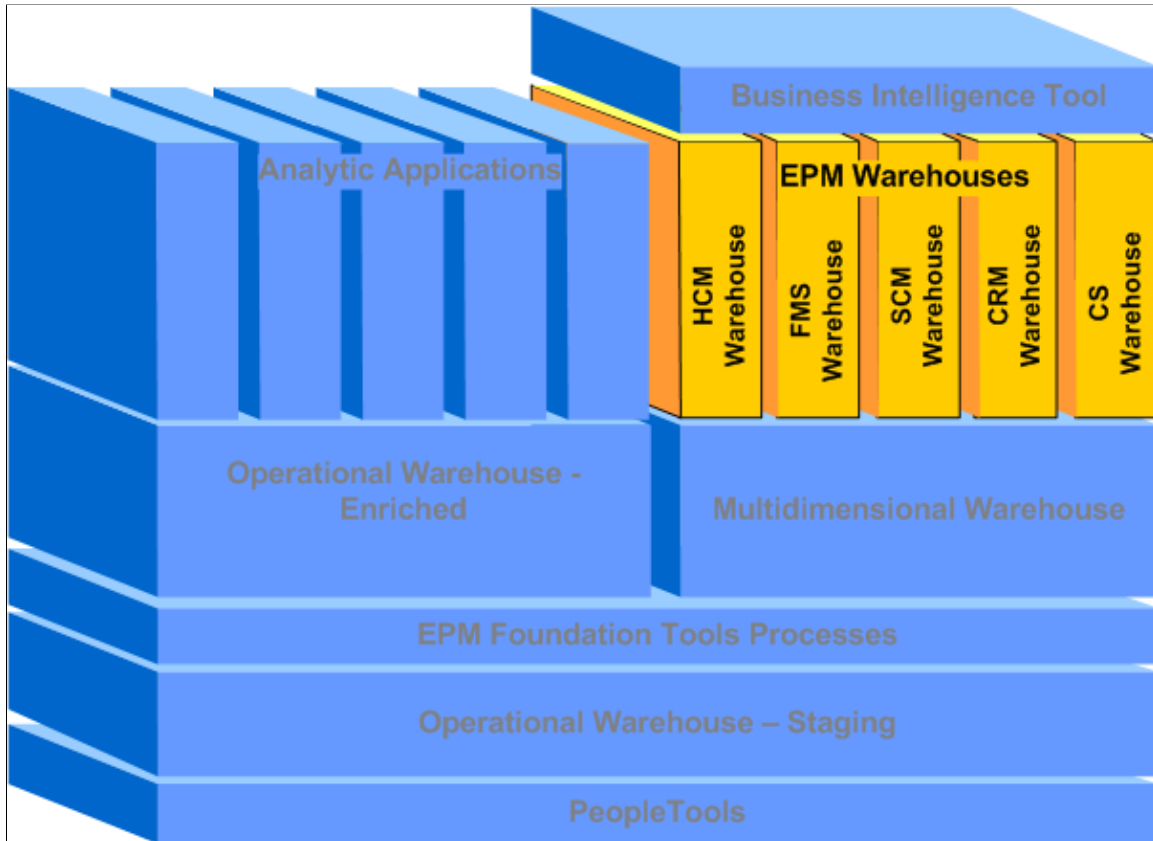 Business Intelligence Tool
Analytic Applications
EPM Warehouses
HCM
Warehouse
FMS
Warehouse
SCM
Warehouse
CRM
Warehouse
CS
Warehouse
Operational Warehouse -
Enriched
Multidimensional Warehouse
EPM Foundation Tools Processes
Operational Warehouse – Staging
PeopleTools